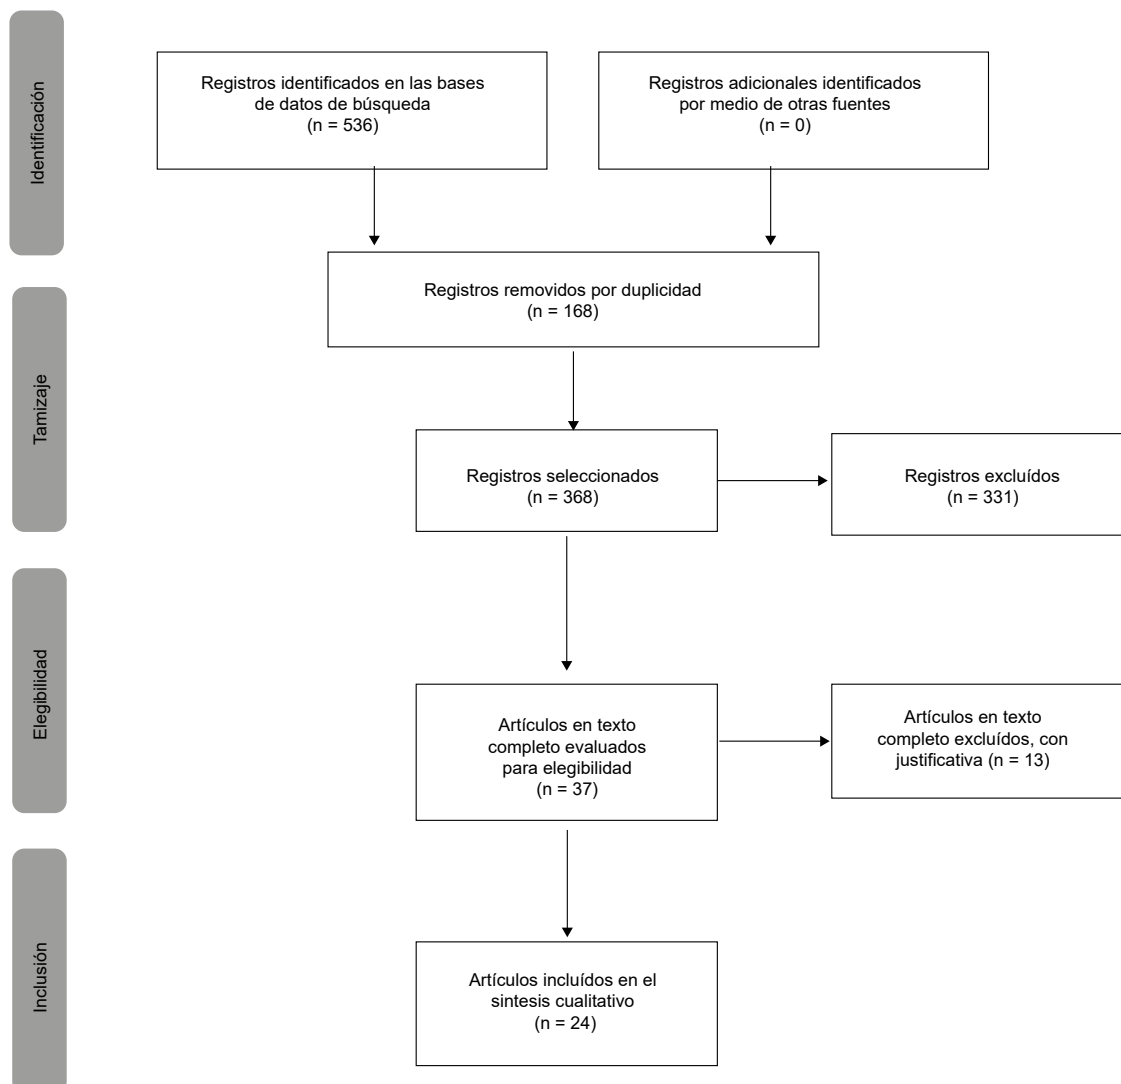 Identificación
Registros identificados en las bases
de datos de búsqueda
(n = 536)
Registros adicionales identificados
por medio de otras fuentes
(n = 0)
Registros removidos por duplicidad
(n = 168)
Tamizaje
Registros seleccionados
(n = 368)
Registros excluídos
(n = 331)
Elegibilidad
Artículos en texto
completo evaluados
para elegibilidad
(n = 37)
Artículos en texto
completo excluídos, con
justificativa (n = 13)
Inclusión
Artículos incluídos en el
sintesis cualitativo
(n = 24)